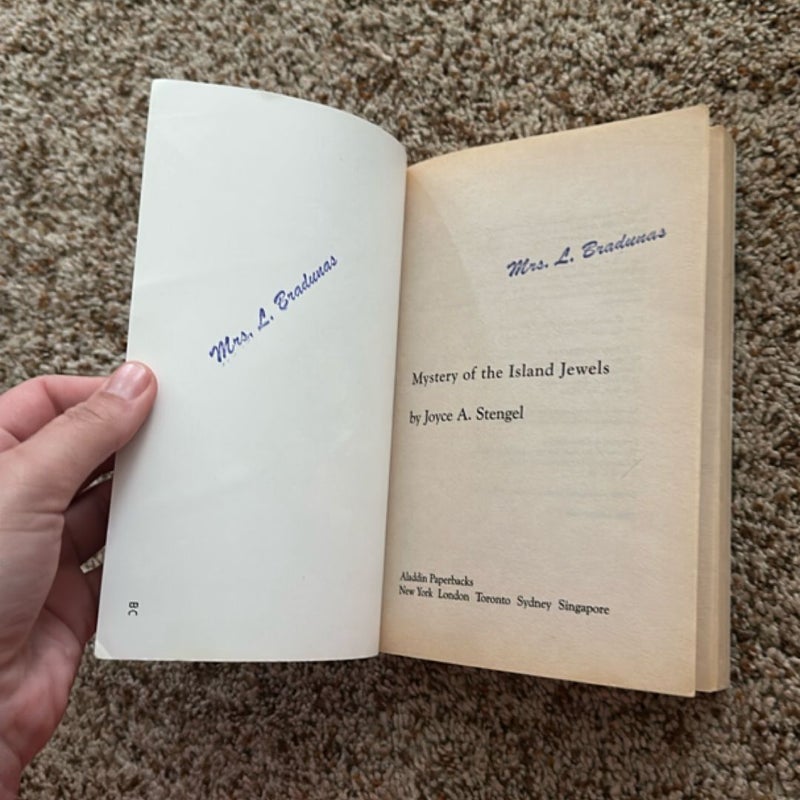 Mrs. L. Bradunas
BC
Mrs. L. Bradunas
Mystery of the Island Jewels
by Joyce A. Stengel
Aladdin Paperbacks
New York London Toronto Sydney Singapore